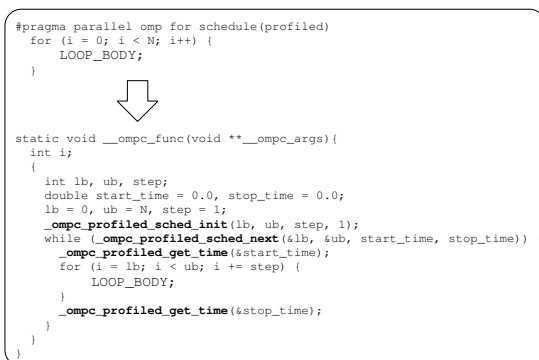 #pragma parallel omp for schedule(profiled)
  for (i = 0; i < N; i++) {
      LOOP_BODY;
  }
static void __ompc_func(void **__ompc_args){
  int i;
  {
    int lb, ub, step;
    double start_time = 0.0, stop_time = 0.0;
    lb = 0, ub = N, step = 1;
    _ompc_profiled_sched_init(lb, ub, step, 1);
    while (_ompc_profiled_sched_next(&lb, &ub, start_time, stop_time))
      _ompc_profiled_get_time(&start_time);
      for (i = lb; i < ub; i += step) {
          LOOP_BODY;
      }
      _ompc_profiled_get_time(&stop_time);
    }
  }
}